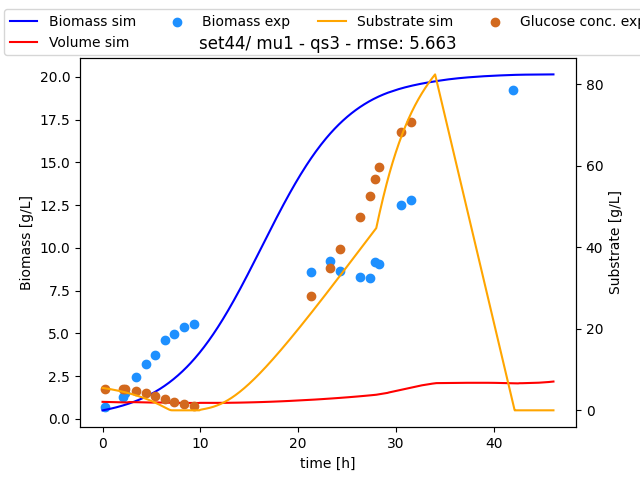 Biomass sim Biomass exp Substrate sim Glucose conc. exp
Volume sim
set44/ mu1 - qs3 - rmse: 5.663
20.0
17.5
15.0
12.5
10.0
7.5
5.0
2.5
0.0
Biomass [g/L]
80
60
40
20
0
Substrate [g/L]
0 10 20 30 40
time [h]